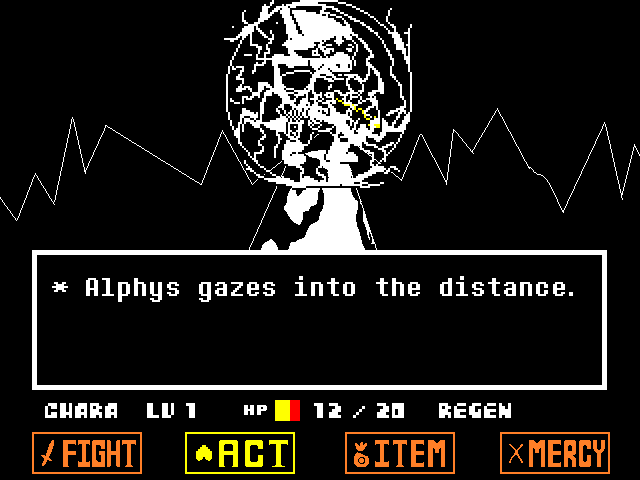 * Alphys gazes into the distance.
CHARA LV 1 HP 12 / 20 REGEN
FIGHT ACT ITEM MERCY